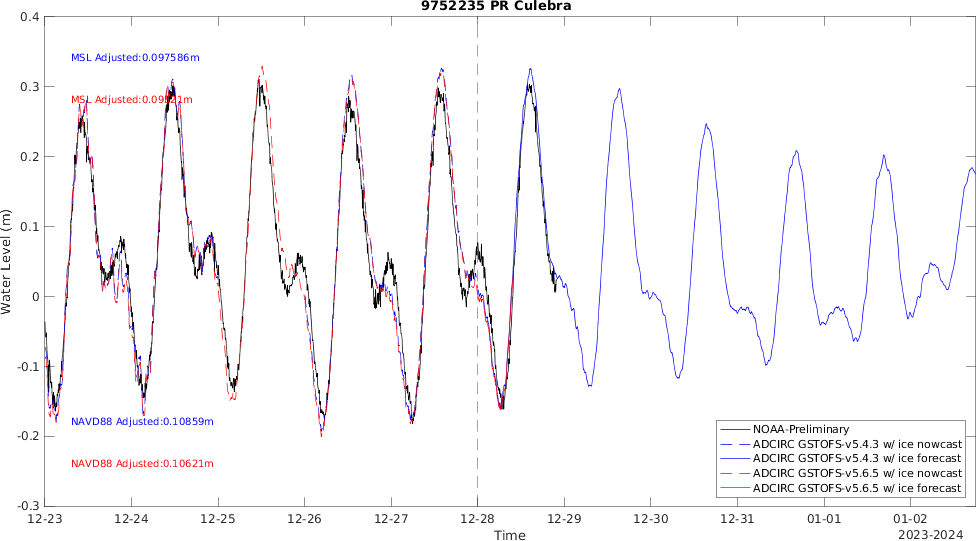 9752235 PR Culebra
0.4
0.3
0.2
0.1
0
-0.1
-0.2
-0.3
Water Level (m)
MSL Adjusted:0.097586m
NAVD88 Adjusted:0.10859m
NAVD88 Adjusted:0.10621m
NOAA-Preliminary
ADCIRC GSTOFS-v5.4.3 w/ ice nowcast
ADCIRC GSTOFS-v5.4.3 w/ ice forecast
ADCIRC GSTOFS-v5.6.5 w/ ice nowcast
ADCIRC GSTOFS-v5.6.5 w/ ice forecast
12-23 12-24 12-25 12-26 12-27 12-28 12-29 12-30 12-31 01-01 01-02
Time
2023-2024